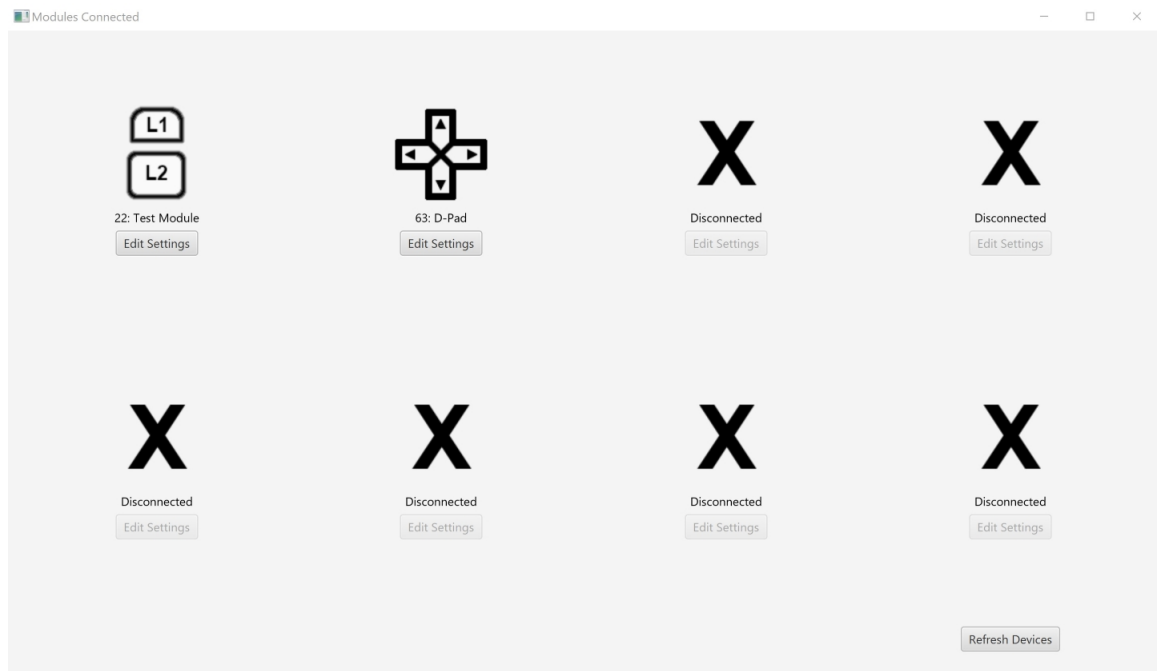 Modules Connected
L1
L2
22: Test Module
63: D-Pad
Disconnected
Disconnected
Edit Settings
Edit Settings
Edit Settings
Edit Settings
Disconnected
Disconnected
Disconnected
Disconnected
Edit Settings
Edit Settings
Edit Settings
Edit Settings
Refresh Devices